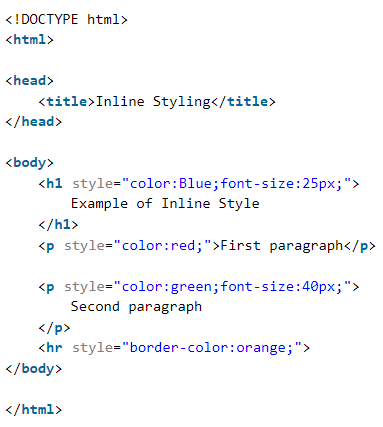 <!DOCTYPE html>
<html>
<head>
<title>Inline Styling</title>
</head>
<body>
<h1 style="color:Blue;font-size:25px;">
Example of Inline Style
</h1>
<p style="color:red;">First paragraph</p>
<p style="color:green;font-size:40px;">
Second paragraph
</p>
<hr style="border-color:orange;">
</body>
</html>